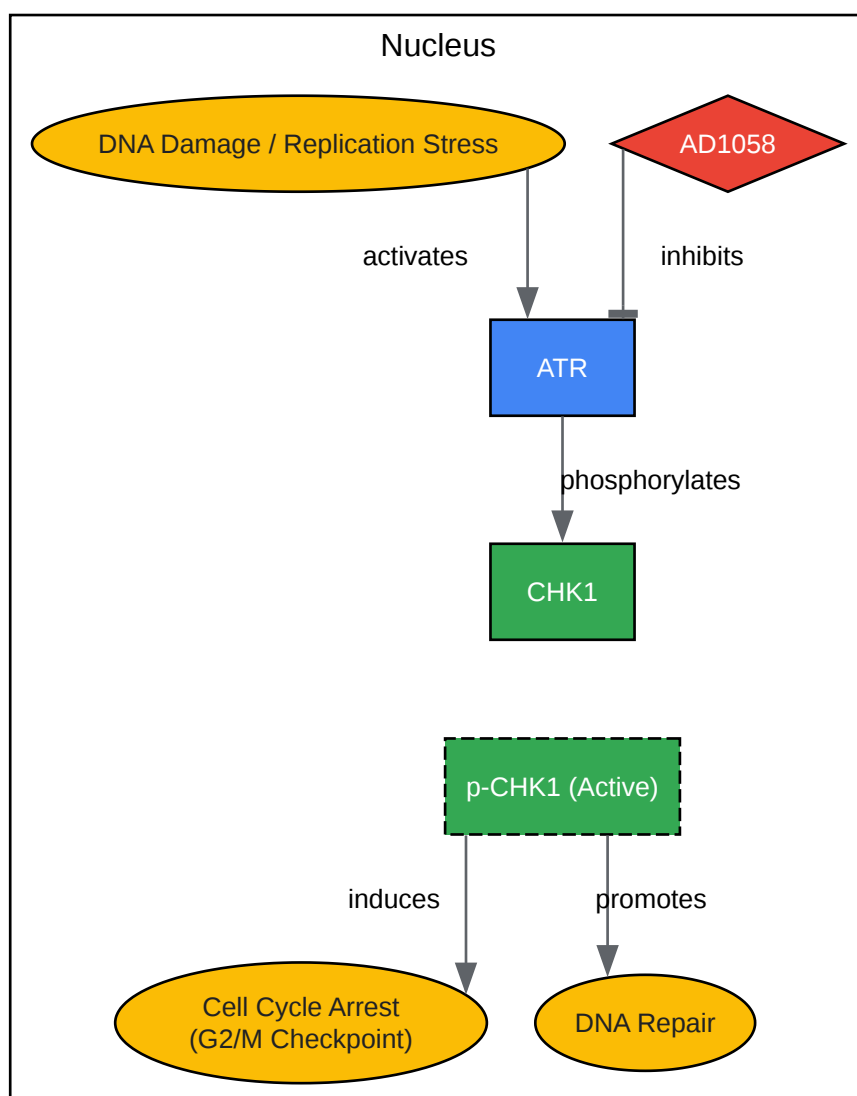 Nucleus
DNA Damage / Replication Stress
AD1058
activates
inhibits
ATR
phosphorylates
CHK1
p-CHK1 (Active)
induces
promotes
Cell Cycle Arrest
(G2/M Checkpoint)
DNA Repair